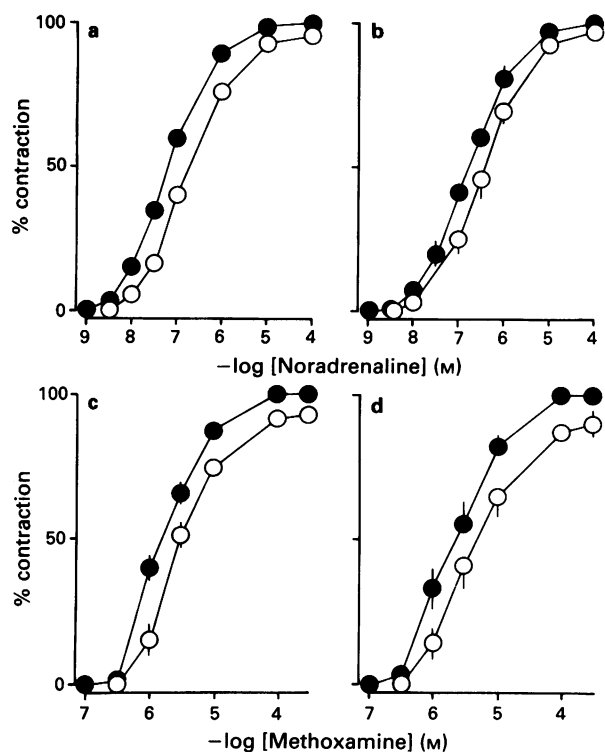 100
a
b
50
0
% contraction
9 8 7 6 5 4
9 8 7 6 5 4
−log [Noradrenaline] (M)
100
c
d
50
0
% contraction
7 6 5 4
7 6 5 4
−log [Methoxamine] (M)